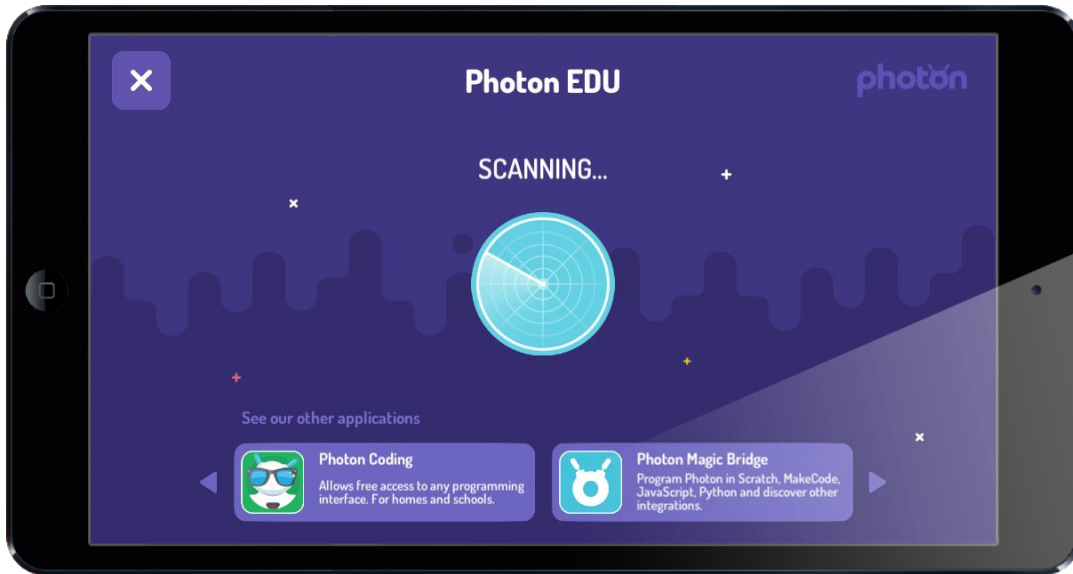 Photon EDU
photon
SCANNING...
See our other applications
Photon Coding
Allows free access to any programming
interface. For homes and schools.
Photon Magic Bridge
Program Photon in Scratch, MakeCode,
JavaScript, Python and discover other
integrations.